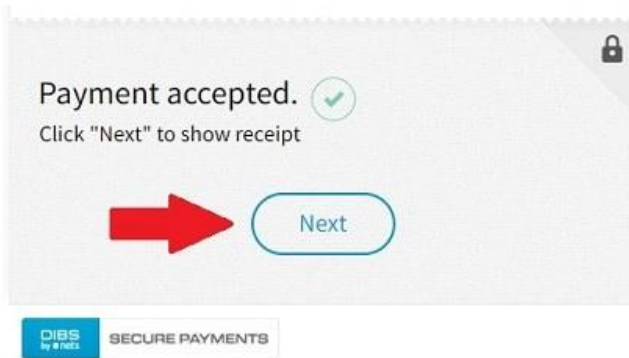 Payment accepted.
Click "Next" to show receipt
Next
DIBS
by nets
SECURE PAYMENTS